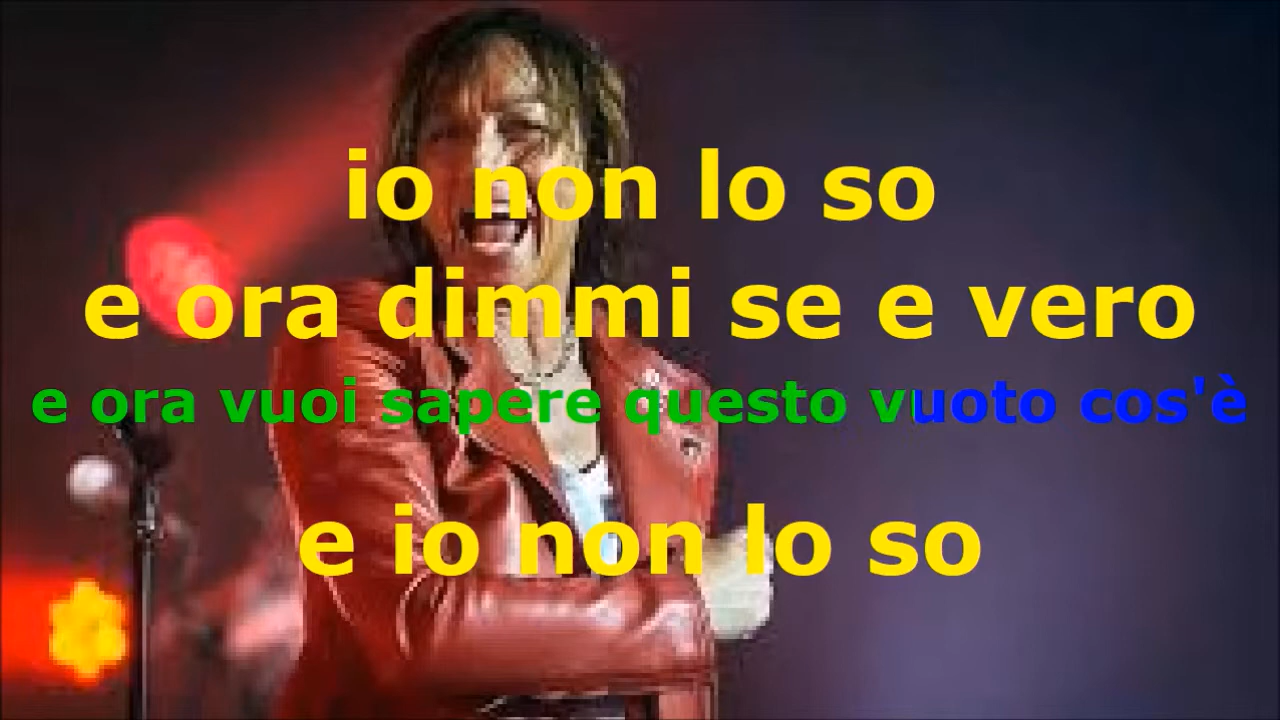 io non lo so
e ora dimmi se e vero
e ora vuoi sapere questo vuoto cos'è
e io non lo so